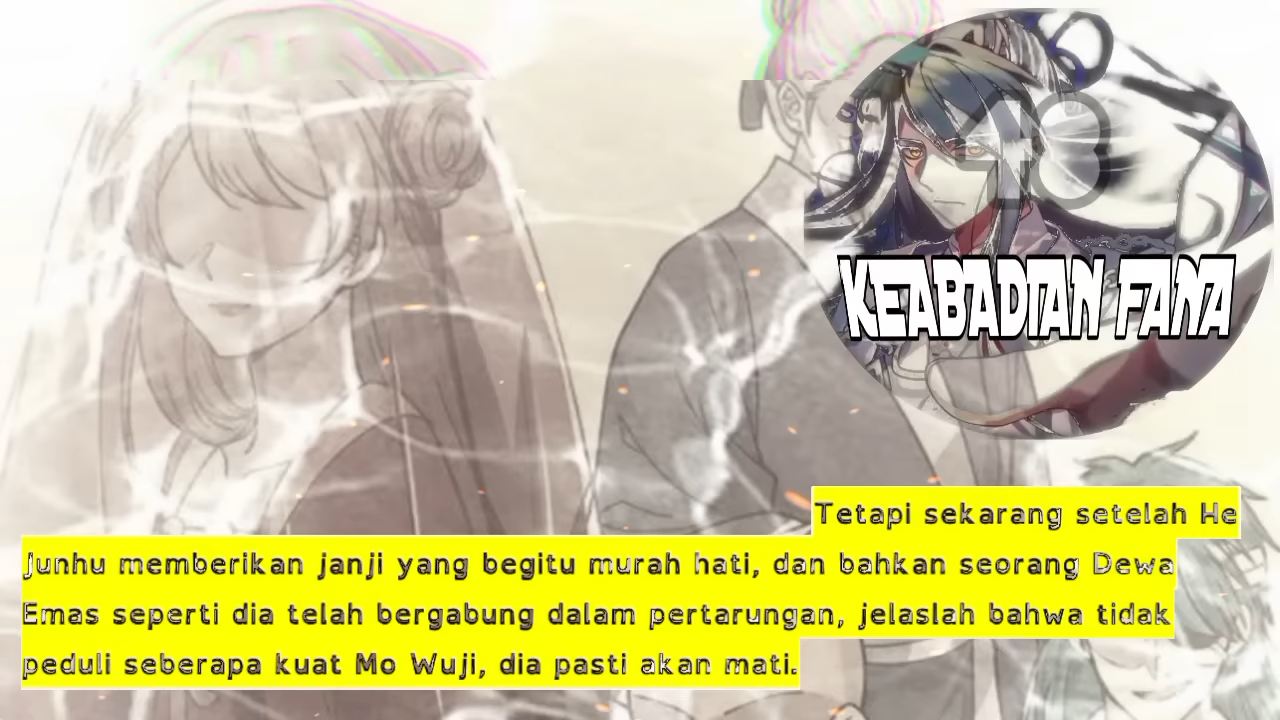 48
KEABADIAN FANA
Tetapi sekarang setelah He
Junhu memberikan janji yang begitu murah hati, dan bahkan seorang Dewa
Emas seperti dia telah bergabung dalam pertarungan, jelaslah bahwa tidak
peduli seberapa kuat Mo Wuji, dia pasti akan mati.